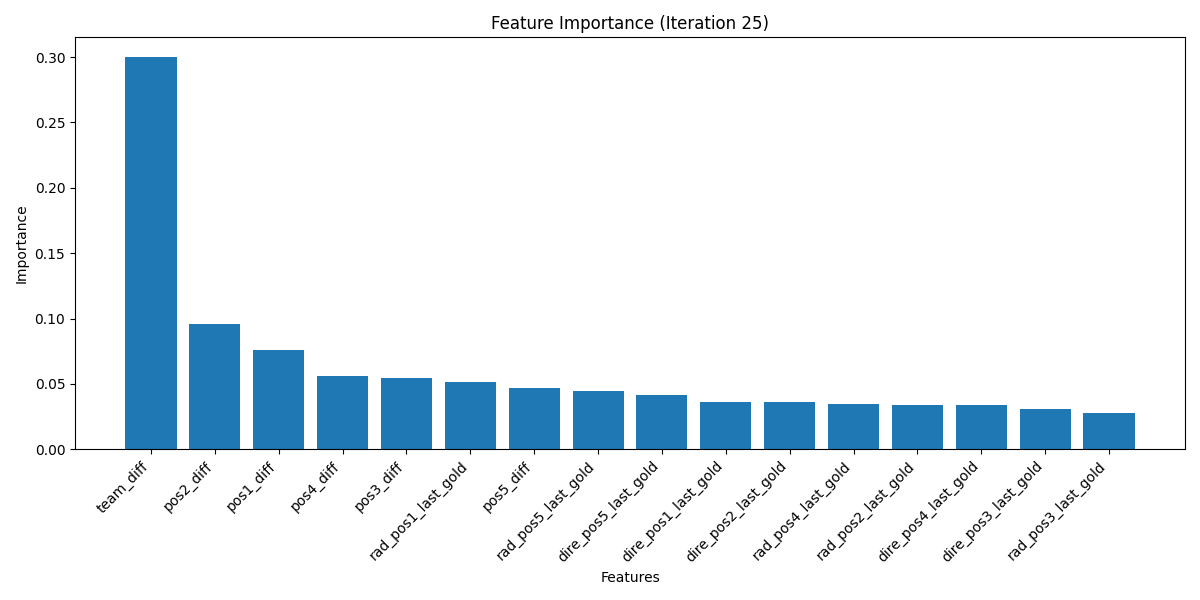 Feature Importance (Iteration 25)
Importance
0.30
0.25
0.20
0.15
0.10
0.05
0.00
team_diff
pos2_diff
pos1_diff
pos4_diff
pos3_diff
rad_pos1_last_gold
pos5_diff
rad_pos5_last_gold
dire_pos5_last_gold
dire_pos1_last_gold
dire_pos2_last_gold
rad_pos4_last_gold
rad_pos2_last_gold
dire_pos4_last_gold
dire_pos3_last_gold
rad_pos3_last_gold
Features